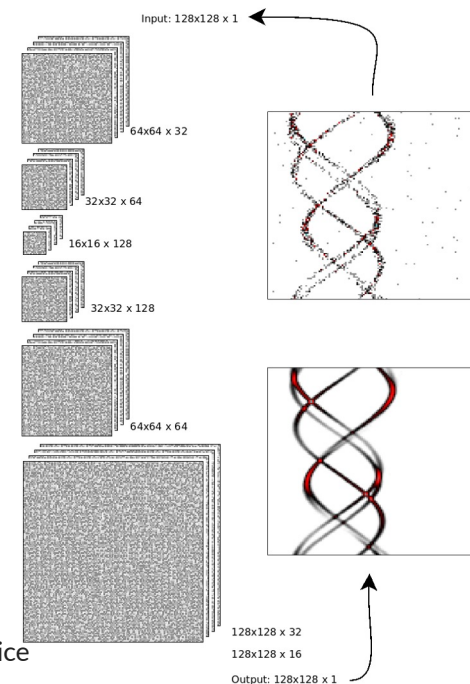 Input: 128x128 x 1
64x64 x 32
32x32 x 64
16x16 x 128
32x32 x 128
64x64 x 64
128x128 x 32
ice
128x128 x 16
Output: 128x128 x 1